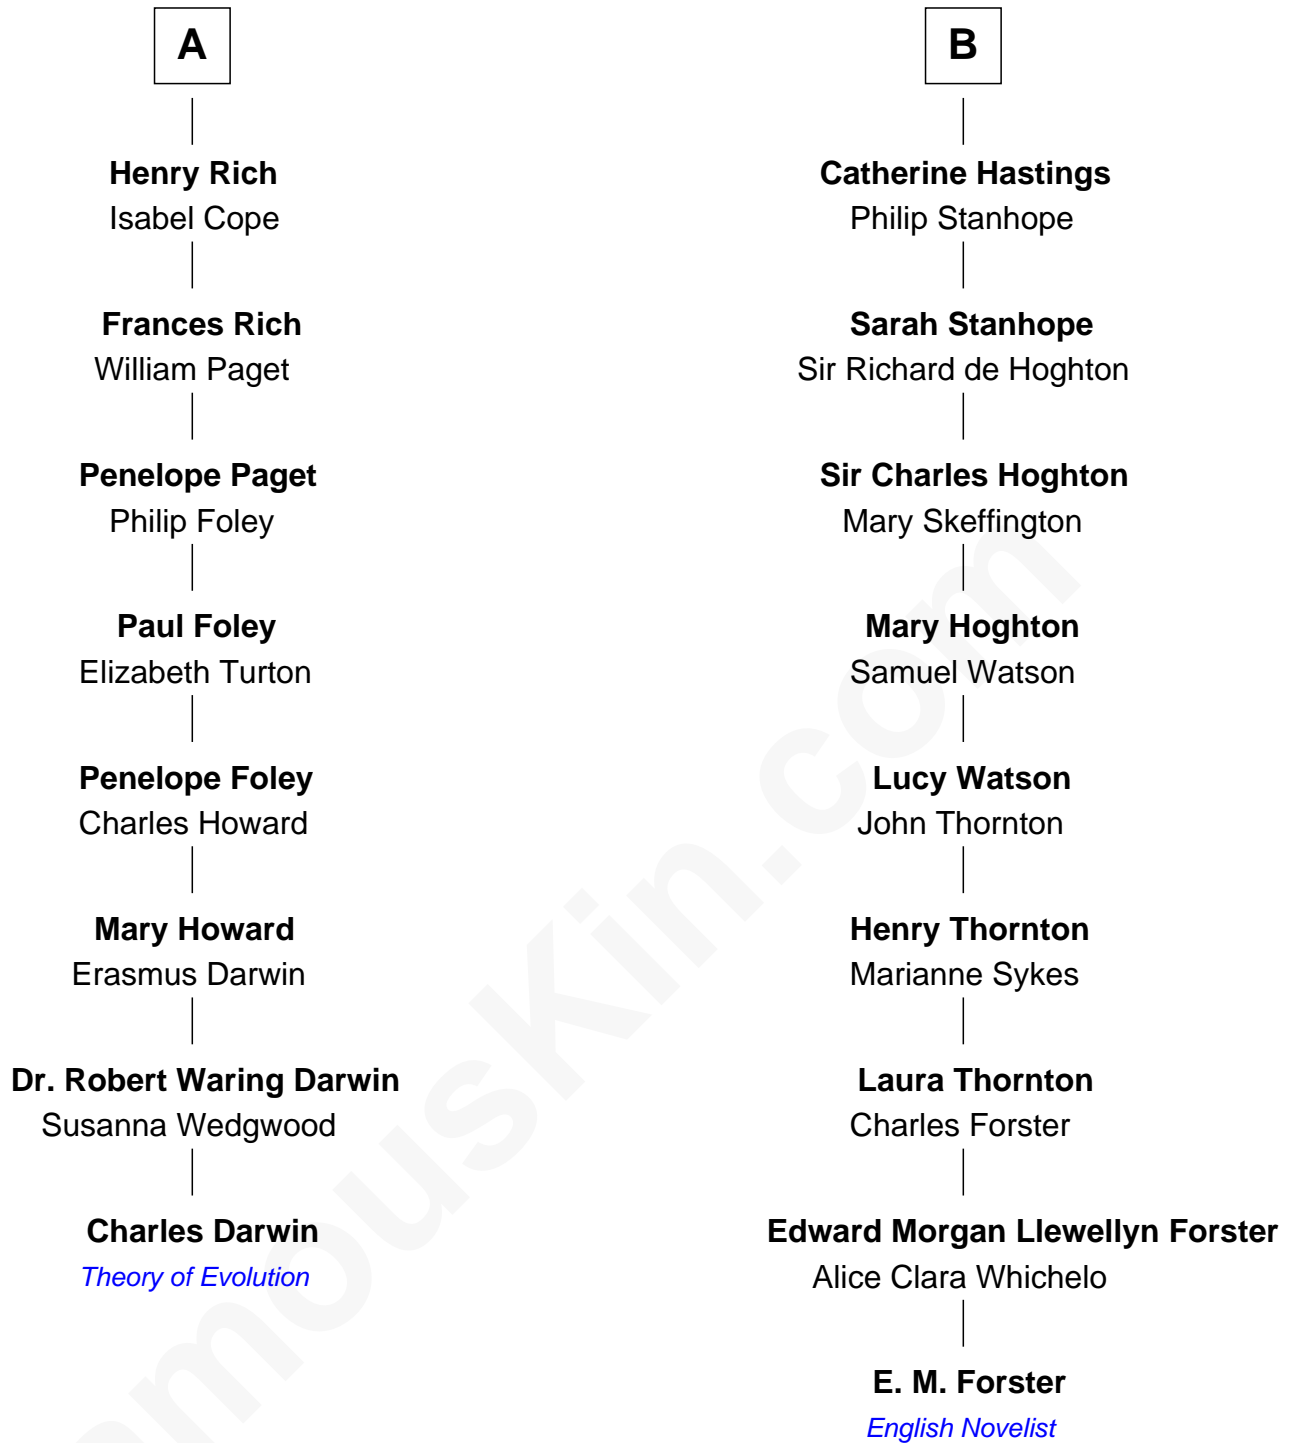 A
Henry Rich
Isabel Cope
Frances Rich
William Paget
Penelope Paget
Philip Foley
Paul Foley
Elizabeth Turton
Penelope Foley
Charles Howard
Mary Howard
Erasmus Darwin
Dr. Robert Waring Darwin
Susanna Wedgwood
Charles Darwin
Theory of Evolution
B
Catherine Hastings
Philip Stanhope
Sarah Stanhope
Sir Richard de Hoghton
Sir Charles Hoghton
Mary Skeffington
Mary Hoghton
Samuel Watson
Lucy Watson
John Thornton
Henry Thornton
Marianne Sykes
Laura Thornton
Charles Forster
Edward Morgan Llewellyn Forster
Alice Clara Whichelo
E. M. Forster
English Novelist
amousKin.com